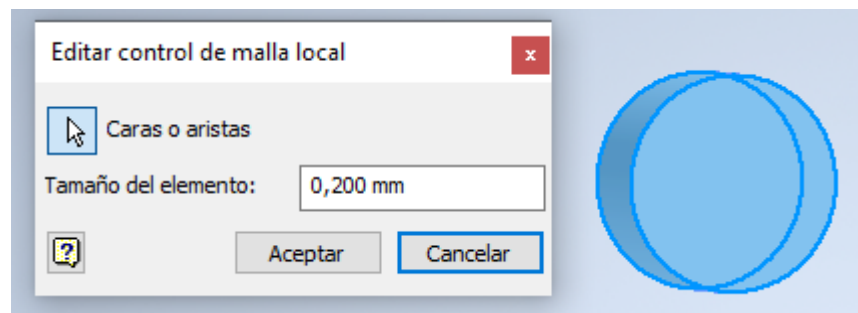 Editar control de malla local
x
Caras o aristas
Tamaño del elemento: 0,200 mm
? Aceptar Cancelar